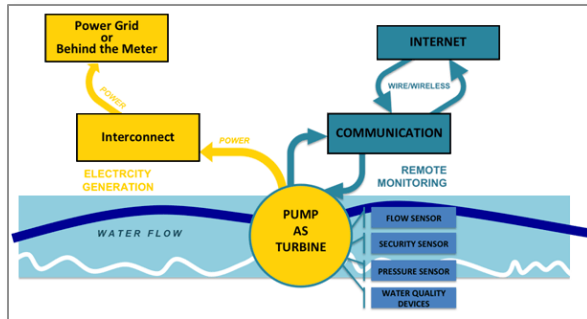 Power Grid
or
Behind the Meter
INTERNET
POWER
WIRE/WIRELESS
Interconnect
POWER
COMMUNICATION
ELECTRCITY
GENERATION
REMOTE
MONITORING
PUMP
AS
TURBINE
WATER FLOW
FLOW SENSOR
SECURITY SENSOR
PRESSURE SENSOR
WATER QUALITY
DEVICES